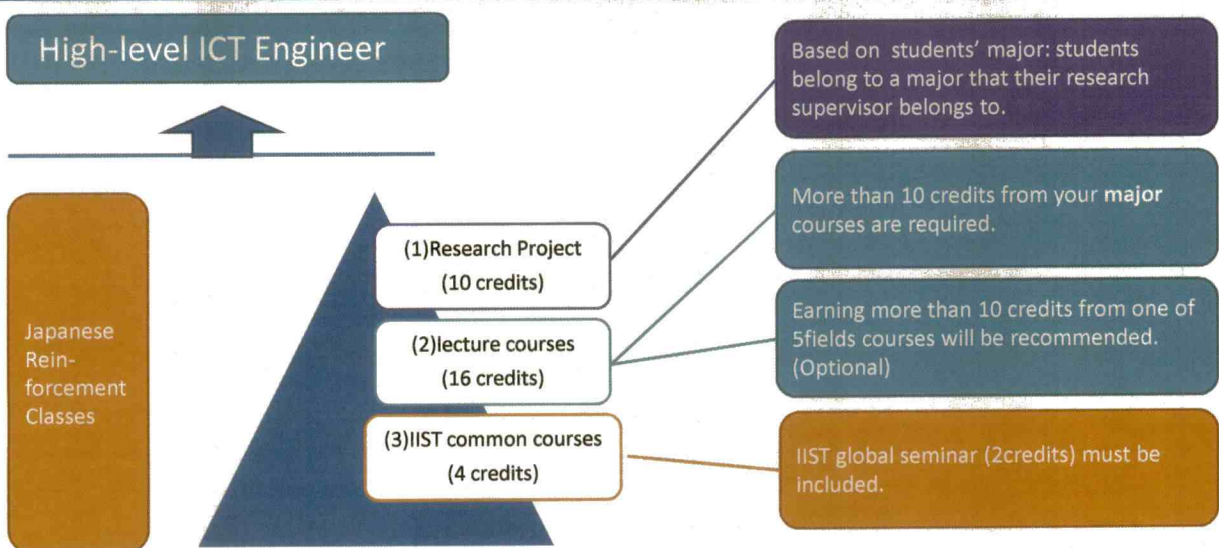 High-level ICT Engineer
Based on students' major: students
belong to a major that their research
supervisor belongs to.
More than 10 credits from your major
courses are required.
(1)Research Project
(10 credits)
Earning more than 10 credits from one of
5fields courses will be recommended.
(Optional)
(2)lecture courses
(16 credits)
Japanese
Rein-
forcement
Classes
(3)IIST common courses
(4 credits)
IIST global seminar (2credits) must be
included.